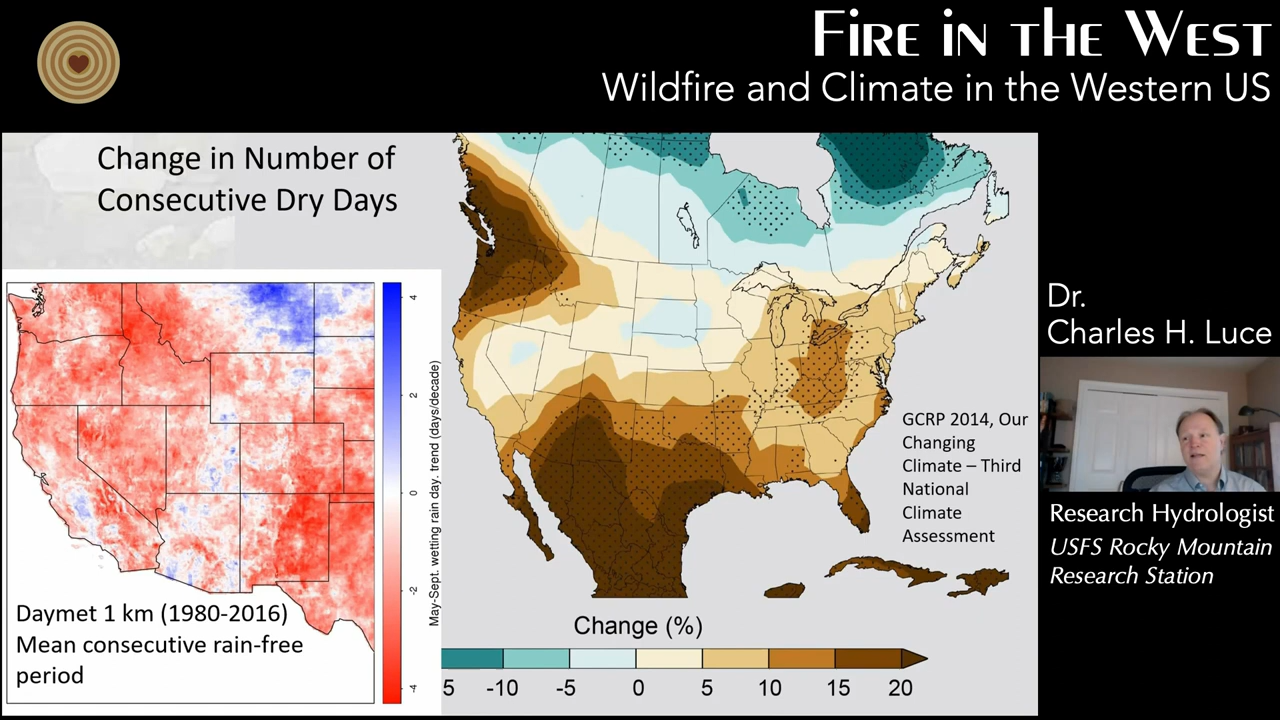 FIRE IN THE WEST
Wildfire and Climate in the Western US
Change in Number of
Consecutive Dry Days
4
2
0
-2
-4
May-Sept. wetting rain day. trend (days/decade)
Daymet 1 km (1980-2016)
Mean consecutive rain-free
period
GCRP 2014, Our
Changing
Climate – Third
National
Climate
Assessment
Change (%)
5 -10 -5 0 5 10 15 20
Dr.
Charles H. Luce
Research Hydrologist
USFS Rocky Mountain
Research Station